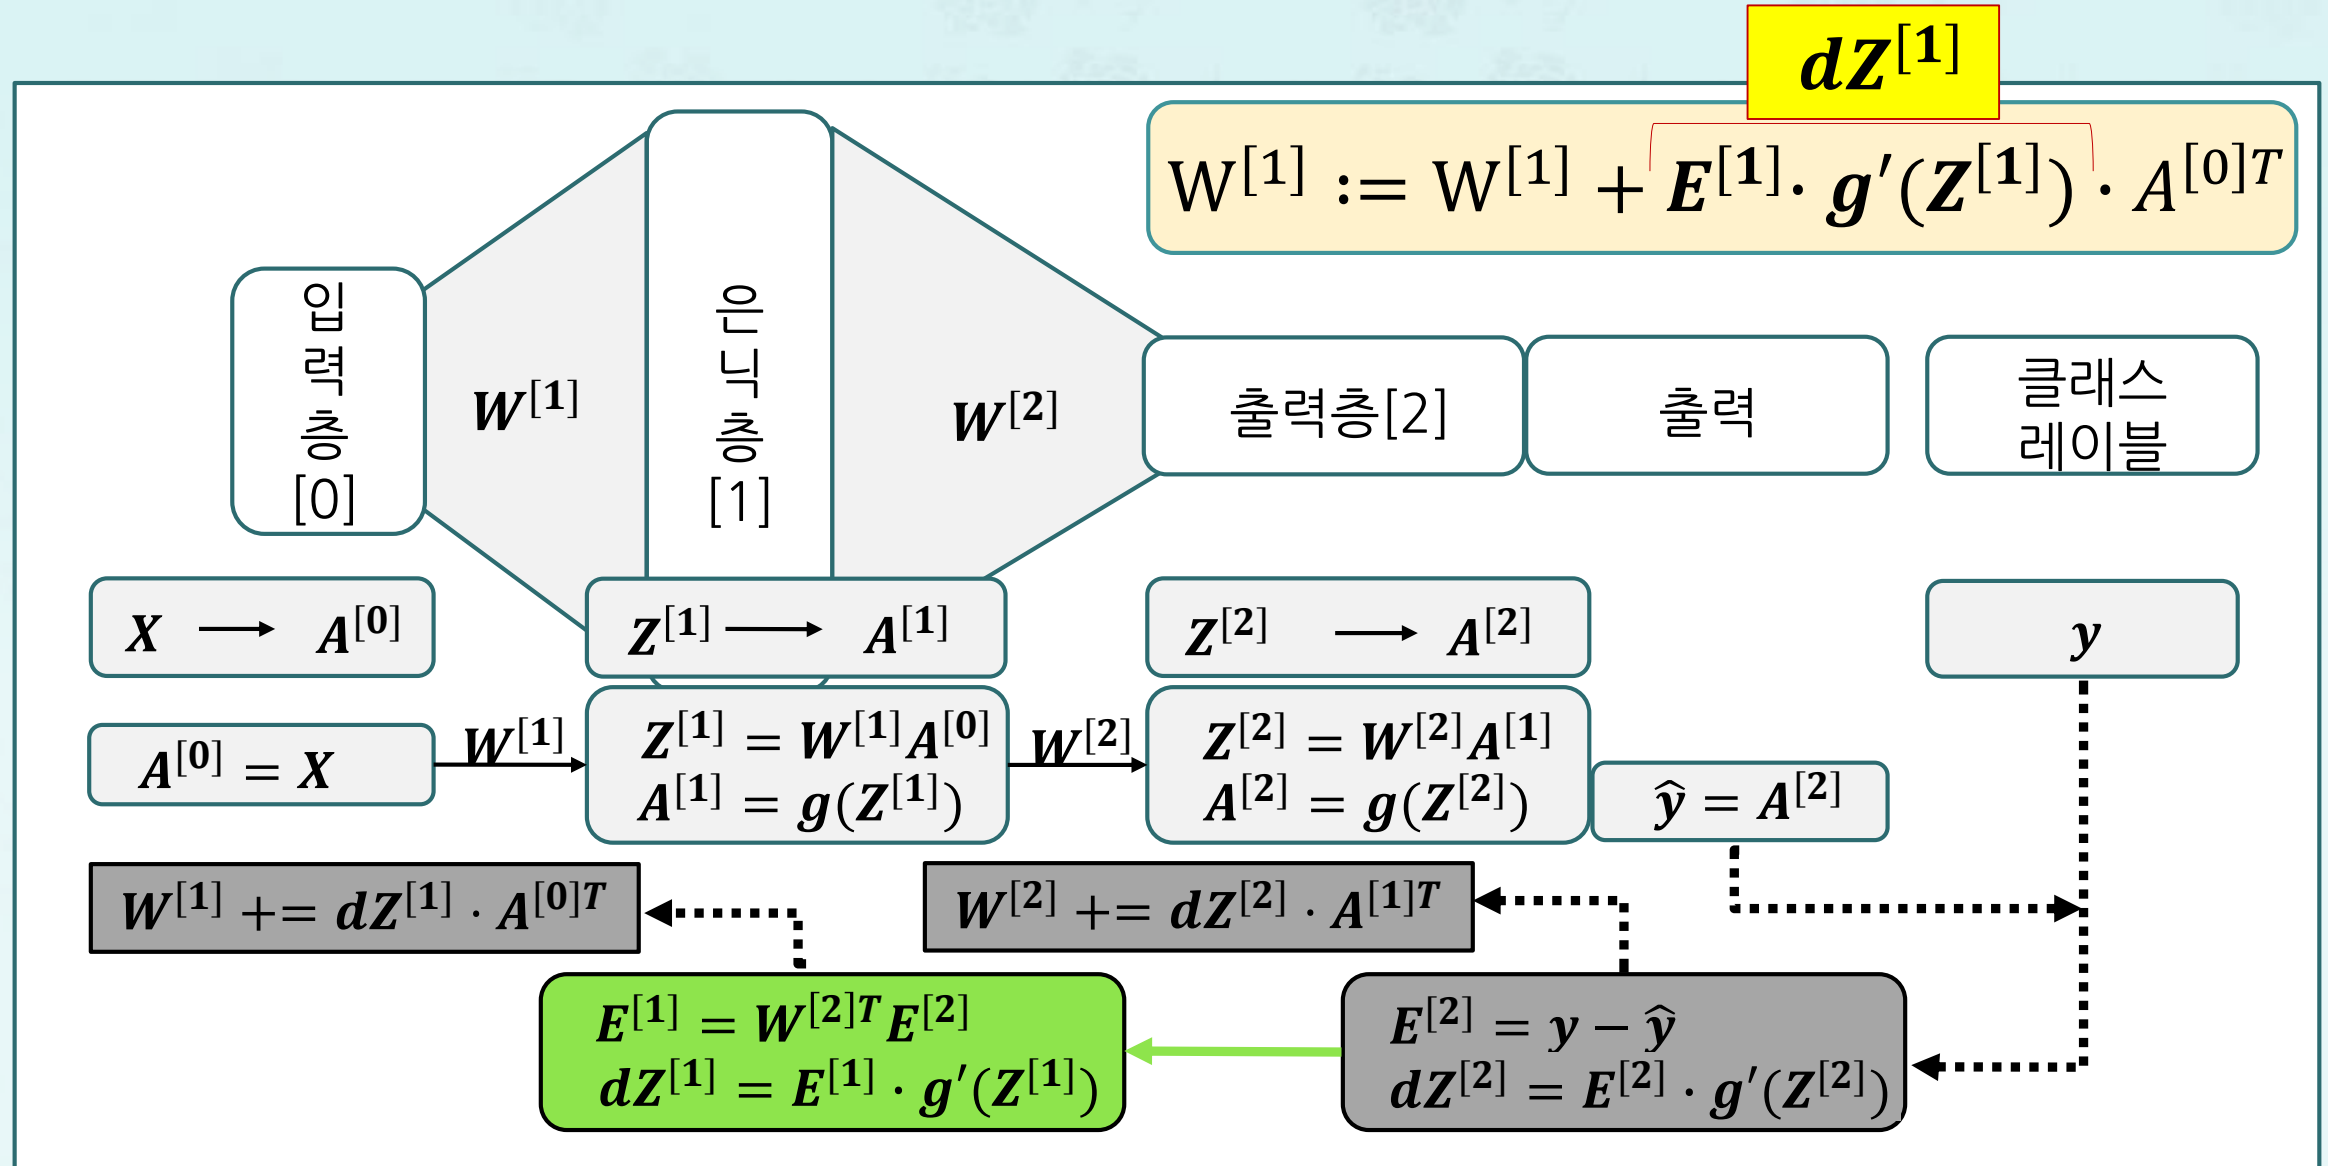 dZ^[1]
W^[1] := W^[1] + E^[1] · g′(Z^[1]) · A^[0]T
입
력
층
[0]
W^[1]
은
닉
층
[1]
W^[2]
출력층[2]
출력
클래스
레이블
X → A^[0]
Z^[1] → A^[1]
Z^[2] → A^[2]
y
A^[0] = X
W^[1]
Z^[1] = W^[1]A^[0]
A^[1] = g(Z^[1])
W^[2]
Z^[2] = W^[2]A^[1]
A^[2] = g(Z^[2])
ŷ = A^[2]
W^[1] += dZ^[1] · A^[0]T
W^[2] += dZ^[2] · A^[1]T
E^[1] = W^[2]T E^[2]
dZ^[1] = E^[1] · g′(Z^[1])
E^[2] = y − ŷ
dZ^[2] = E^[2] · g′(Z^[2])